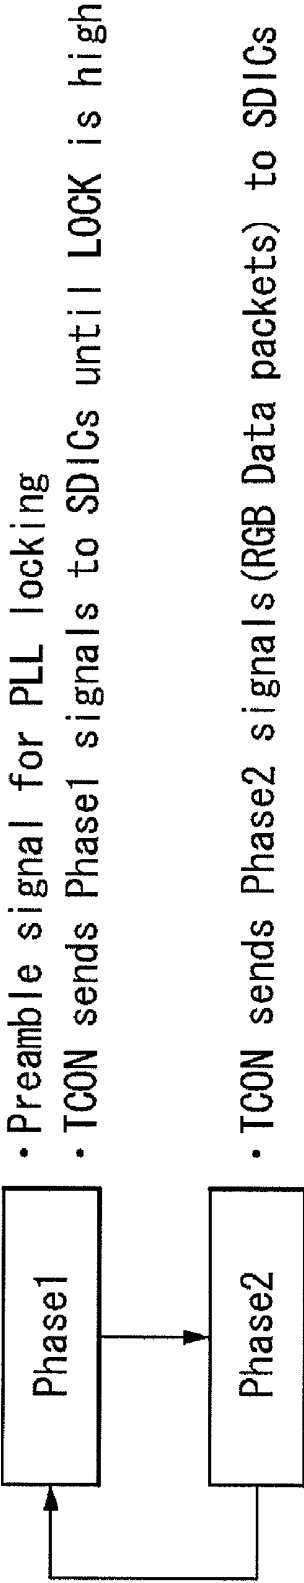 Phase1
·Preamble signal for PLL locking
·TCON sends Phase1 signals to SDICs until LOCK is high
Phase2
·TCON sends Phase2 signals(RGB Data packets) to SDICs